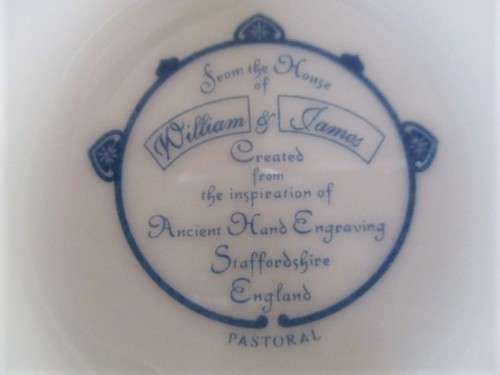 From the House
of
William & James
Created
from
the inspiration of
Ancient Hand Engraving
Staffordshire
England
PASTORAL